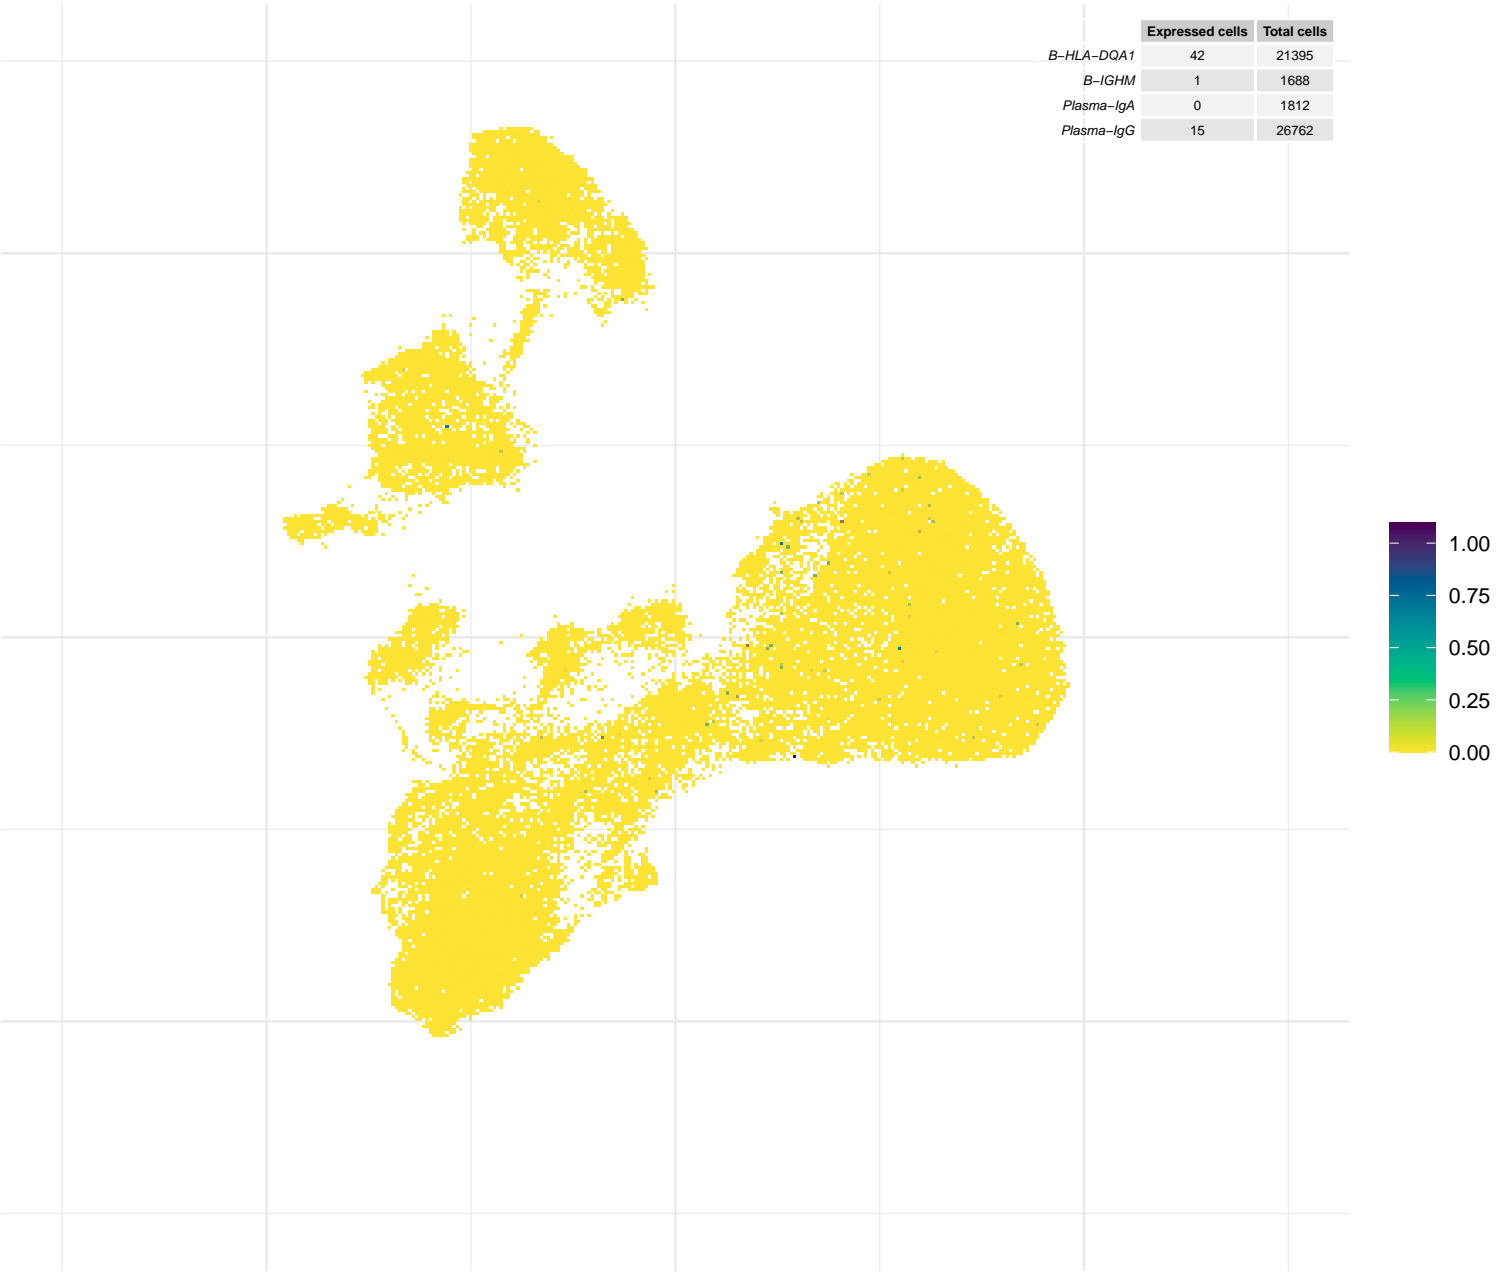 Expressed cells Total cells
B−HLA−DQA1 42 21395
B−IGHM 1 1688
Plasma−IgA 0 1812
Plasma−IgG 15 26762
1.00
0.75
0.50
0.25
0.00